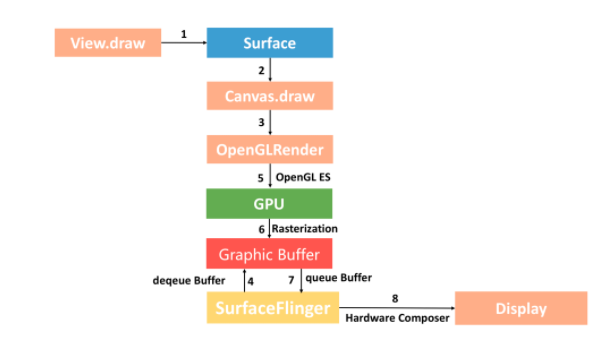 1
View.draw
Surface
2
Canvas.draw
3
OpenGLRender
5 OpenGL ES
GPU
6 Rasterization
Graphic Buffer
deqeue Buffer 4 7 queue Buffer
8
SurfaceFlinger
Display
Hardware Composer